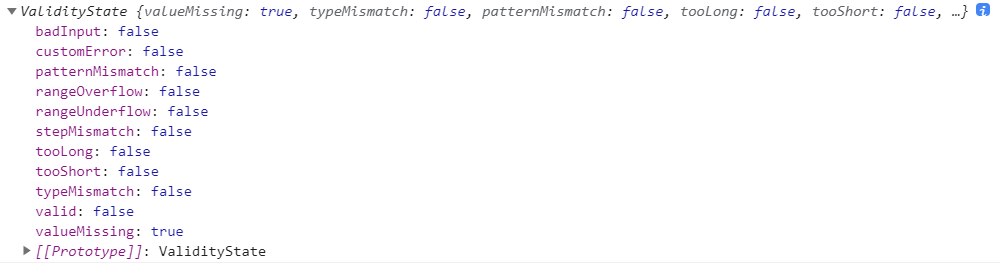 ▼ValidityState {valueMissing: true, typeMismatch: false, patternMismatch: false, tooLong: false, tooShort: false, …} i
badInput: false
customError: false
patternMismatch: false
rangeOverflow: false
rangeUnderflow: false
stepMismatch: false
tooLong: false
tooShort: false
typeMismatch: false
valid: false
valueMissing: true
▶[[Prototype]]: ValidityState